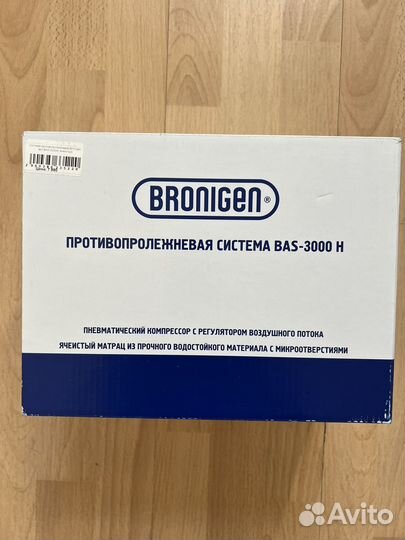 BRONIGEN®
ПРОТИВОПРОЛЕЖНЕВАЯ СИСТЕМА BAS-3000 H
ПНЕВМАТИЧЕСКИЙ КОМПРЕССОР С РЕГУЛЯТОРОМ ВОЗДУШНОГО ПОТОКА
ЯЧЕИСТЫЙ МАТРАЦ ИЗ ПРОЧНОГО ВОДОСТОЙКОГО МАТЕРИАЛА С МИКРООТВЕРСТИЯМИ
Avito